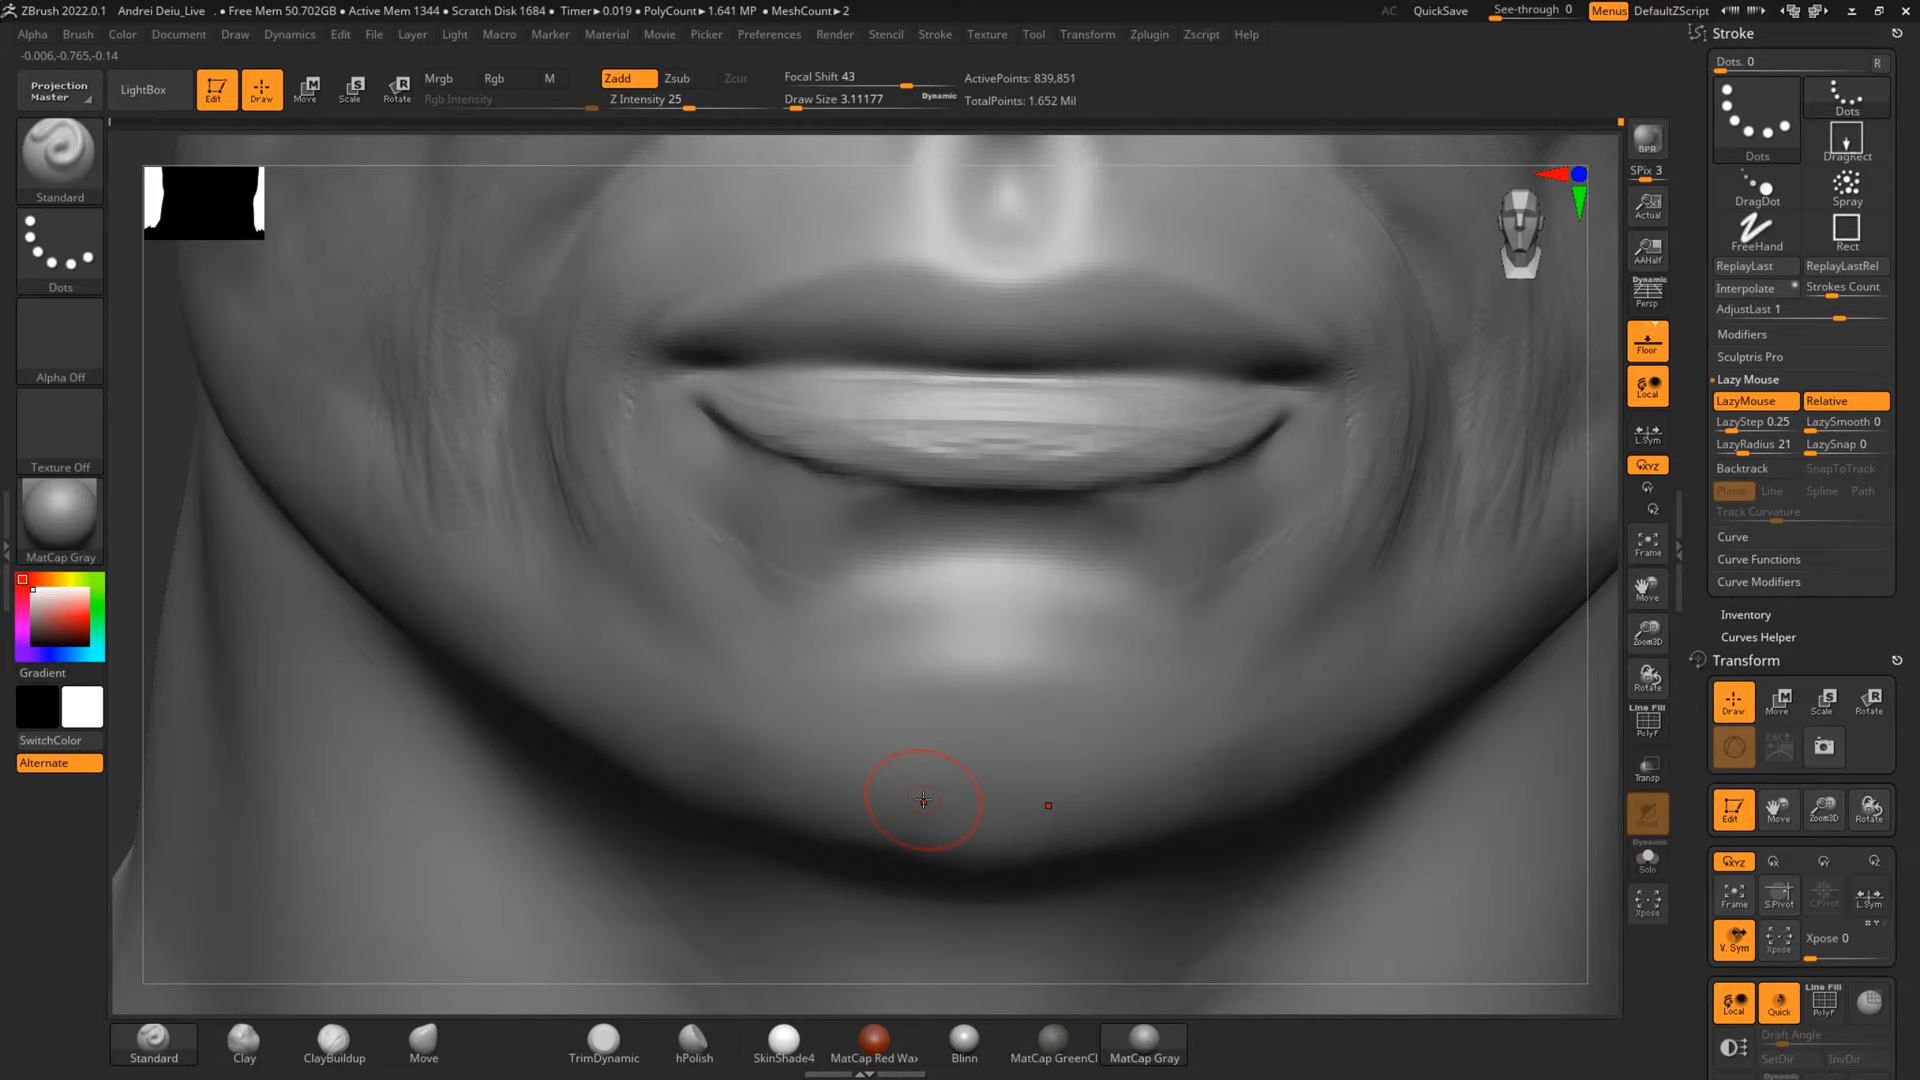 ZBrush 2022.0.1 Andrei Deiu_Live .. • Free Mem 50.702GB • Active Mem 1344 • Scratch Disk 1684 • Timer▸0.019 • PolyCount▸1.641 MP • MeshCount▸2 AC QuickSave See-through 0 Menus DefaultZScript
Alpha Brush Color Document Draw Dynamics Edit File Layer Light Macro Marker Material Movie Picker Preferences Render Stencil Stroke Texture Tool Transform Zplugin Zscript Help
-0.006,-0.765,-0.14
Projection Master
LightBox
Edit
Draw
Move
Scale
Rotate
Mrgb Rgb M
Rgb Intensity
Zadd Zsub Zcut
Z Intensity 25
Focal Shift 43
Draw Size 3.11177 Dynamic
ActivePoints: 839,851
TotalPoints: 1.652 Mil
Standard
Dots
Alpha Off
Texture Off
MatCap Gray
Gradient
SwitchColor
Alternate
BPR
SPix 3
Actual
AAHalf
Dynamic
Persp
Floor
Local
L.Sym
XYZ
Frame
Move
Zoom3D
Rotate
Line Fill
PolyF
Transp
Ghost
Dynamic
Solo
Xpose
Stroke
Dots. 0 R
Dots
Dots
DragRect
DragDot
Spray
FreeHand
Rect
ReplayLast ReplayLastRel
Interpolate Strokes Count
AdjustLast 1
Modifiers
Sculptris Pro
Lazy Mouse
LazyMouse Relative
LazyStep 0.25 LazySmooth 0
LazyRadius 21 LazySnap 0
Backtrack SnapToTrack
Plane Line Spline Path
Track Curvature
Curve
Curve Functions
Curve Modifiers
Inventory
Curves Helper
Transform
Draw Move Scale Rotate
Edit
Edit Move Zoom3D Rotate
XYZ X Y Z
Frame S.Pivot C.Pivot L.Sym
V. Sym Xpose Xpose 0
Line Fill
Local Quick PolyF
Draft Angle
SetDir InvDir
Standard Clay ClayBuildup Move TrimDynamic hPolish SkinShade4 MatCap Red Wa> Blinn MatCap GreenCl MatCap Gray